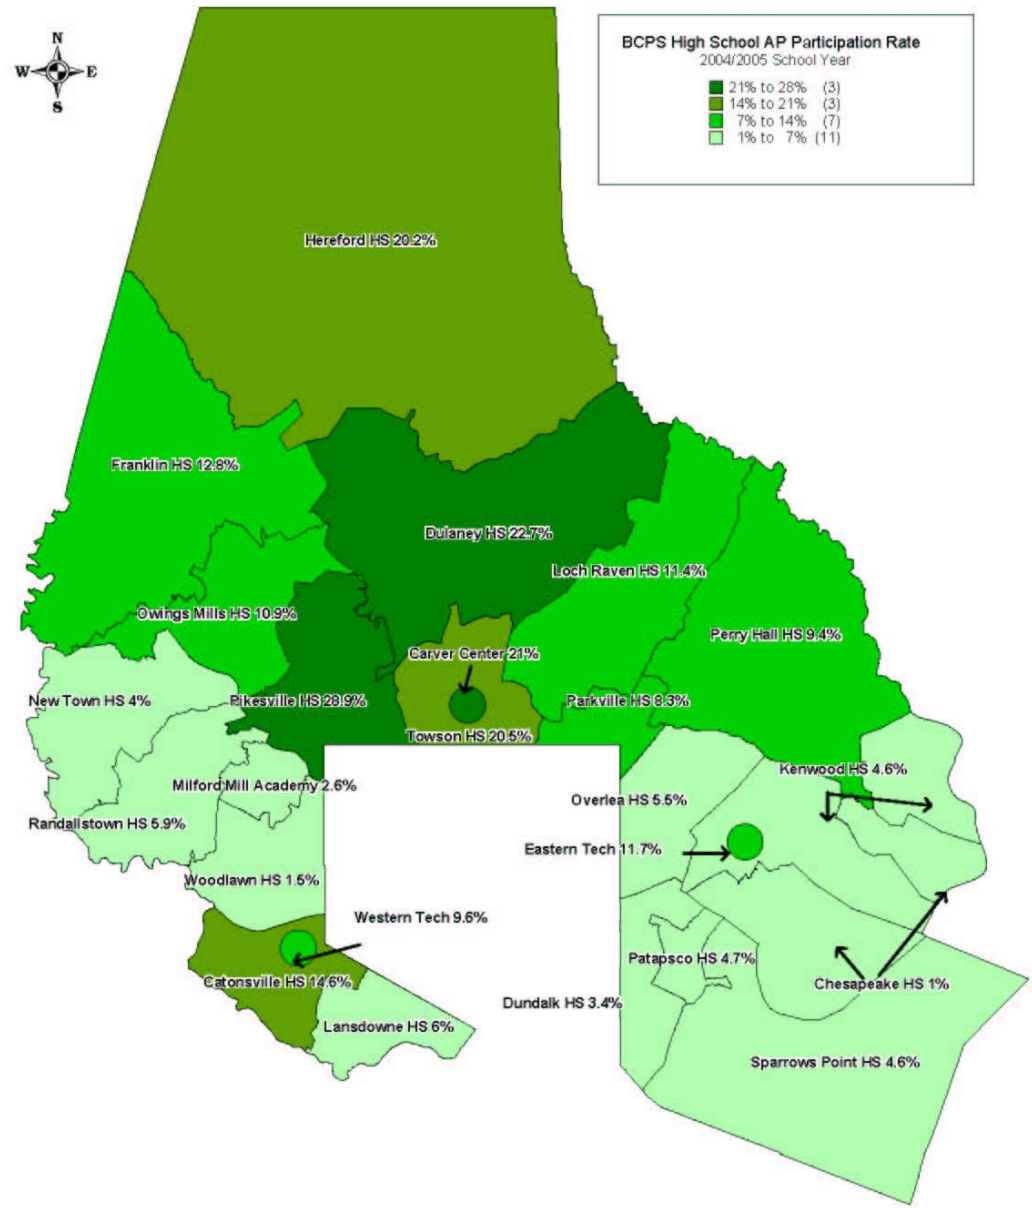 N
W E
S
BCPS High School AP Participation Rate
2004/2005 School Year
21% to 28% (3)
14% to 21% (3)
7% to 14% (7)
1% to 7% (11)
Hereford HS 20.2%
Franklin HS 12.8%
Dulaney HS 22.7%
Loch Raven HS 11.4%
Owings Mills HS 10.9%
Perry Hall HS 9.4%
Carver Center 21%
New Town HS 4%
Pikesville HS 28.9%
Parkville HS 8.3%
Towson HS 20.5%
Kenwood HS 4.6%
Milford Mill Academy 2.6%
Overlea HS 5.5%
Randallstown HS 5.9%
Eastern Tech 11.7%
Woodlawn HS 1.5%
Western Tech 9.6%
Patapsco HS 4.7%
Catonsville HS 14.6%
Chesapeake HS 1%
Dundalk HS 3.4%
Lansdowne HS 6%
Sparrows Point HS 4.6%